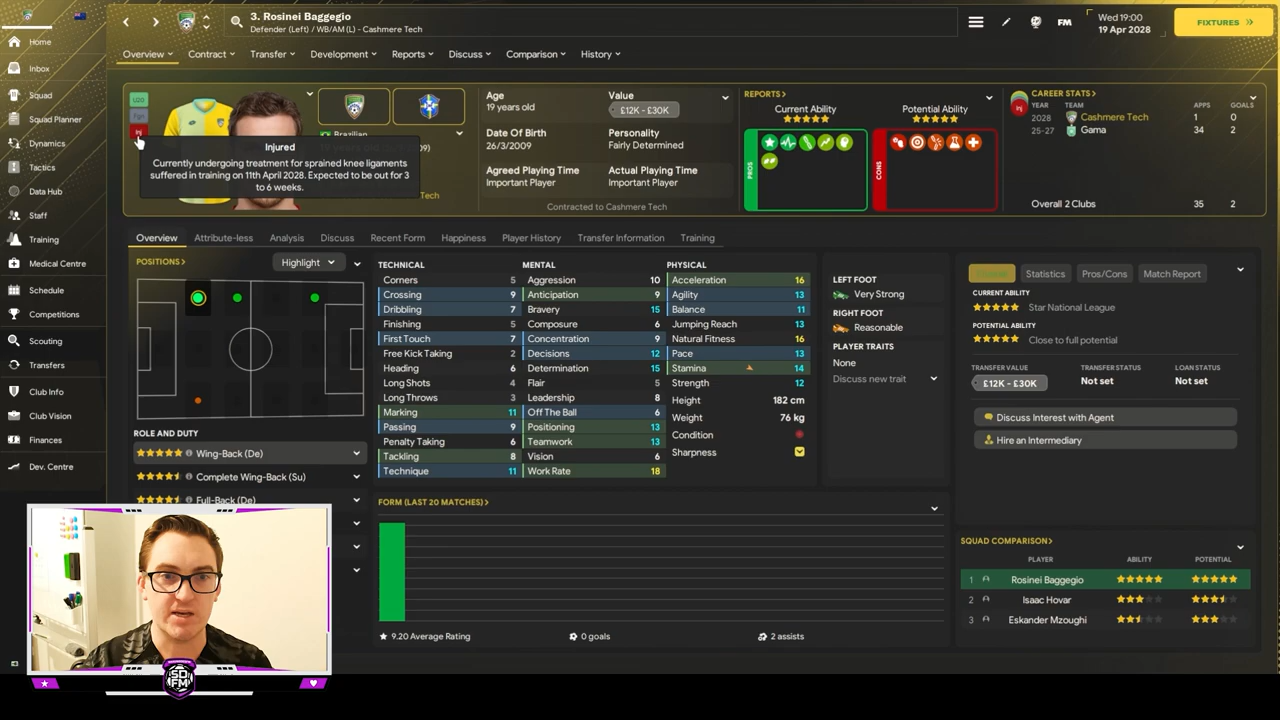 3. Rosinei Baggegio
Defender (Left) / WB/AM (L) - Cashmere Tech
FM
Wed 19:00
19 Apr 2028
FIXTURES
Home
Inbox
Squad
Squad Planner
Dynamics
Tactics
Data Hub
Staff
Training
Medical Centre
Schedule
Competitions
Scouting
Transfers
Club Info
Club Vision
Finances
Dev. Centre
Overview
Contract
Transfer
Development
Reports
Discuss
Comparison
History
U20
Inj
Injured
Currently undergoing treatment for sprained knee ligaments
suffered in training on 11th April 2028. Expected to be out for 3
to 6 weeks.
Brazilian
Tech
Age
19 years old
Value
£12K - £30K
Date Of Birth
26/3/2009
Personality
Fairly Determined
Agreed Playing Time
Important Player
Actual Playing Time
Important Player
Contracted to Cashmere Tech
REPORTS
Current Ability
Potential Ability
PROS
CONS
CAREER STATS
YEAR TEAM APPS GOALS
Inj
2028 Cashmere Tech 1 0
25-27 Gama 34 2
Overall 2 Clubs 35 2
Overview
Attribute-less
Analysis
Discuss
Recent Form
Happiness
Player History
Transfer Information
Training
POSITIONS
Highlight
ROLE AND DUTY
Wing-Back (De)
Complete Wing-Back (Su)
Full-Back (De)
TECHNICAL
Corners 5
Crossing 9
Dribbling 7
Finishing 5
First Touch 7
Free Kick Taking 2
Heading 6
Long Shots 4
Long Throws 3
Marking 11
Passing 9
Penalty Taking 6
Tackling 8
Technique 11
MENTAL
Aggression 10
Anticipation 9
Bravery 15
Composure 6
Concentration 9
Decisions 12
Determination 15
Flair 5
Leadership 8
Off The Ball 6
Positioning 13
Teamwork 13
Vision 6
Work Rate 18
PHYSICAL
Acceleration 16
Agility 13
Balance 11
Jumping Reach 13
Natural Fitness 16
Pace 13
Stamina 14
Strength 12
Height 182 cm
Weight 76 kg
Condition
Sharpness
LEFT FOOT
Very Strong
RIGHT FOOT
Reasonable
PLAYER TRAITS
None
Discuss new trait
Statistics
Pros/Cons
Match Report
CURRENT ABILITY
Star National League
POTENTIAL ABILITY
Close to full potential
TRANSFER VALUE
£12K - £30K
TRANSFER STATUS
Not set
LOAN STATUS
Not set
Discuss Interest with Agent
Hire an Intermediary
FORM (LAST 20 MATCHES)
9.20 Average Rating
0 goals
2 assists
SQUAD COMPARISON
PLAYER ABILITY POTENTIAL
1 Rosinei Baggegio
2 Isaac Hovar
3 Eskander Mzoughi
SD
FM